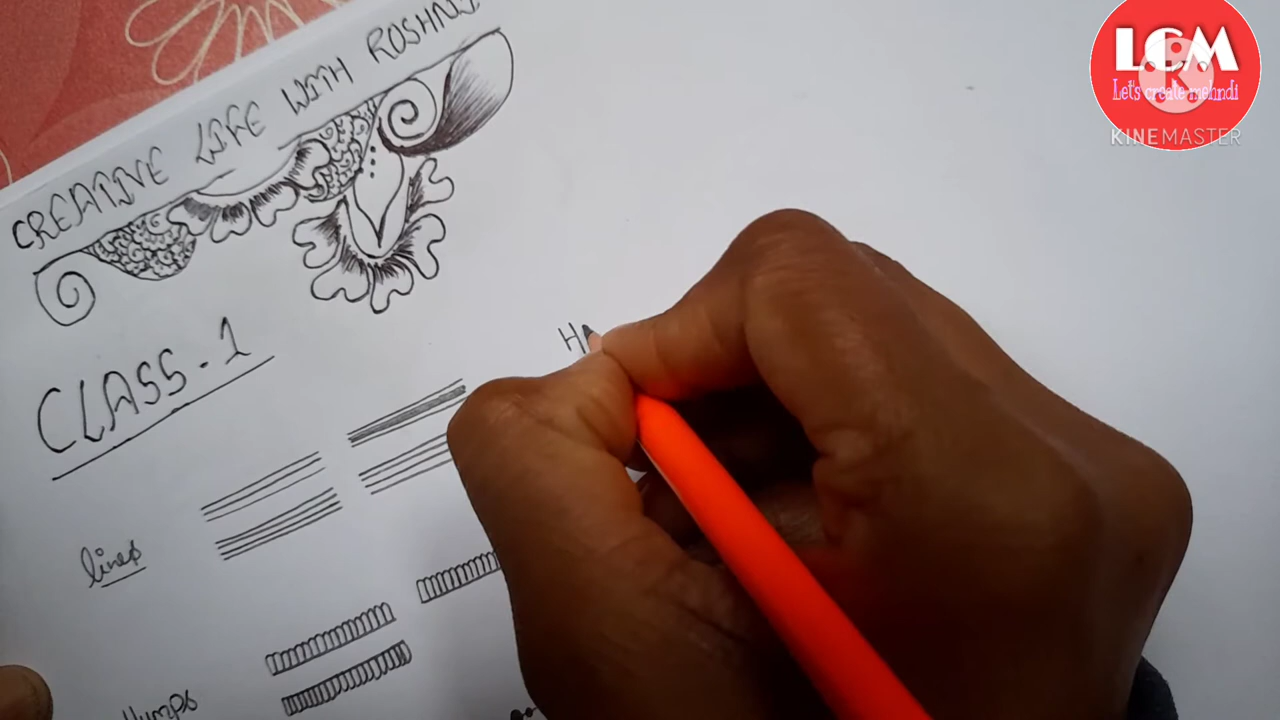 CREATIVE LIFE WITH ROSHNI
CLASS-1
lines
Humps
LCM
Let's create mehndi
KINEMASTER